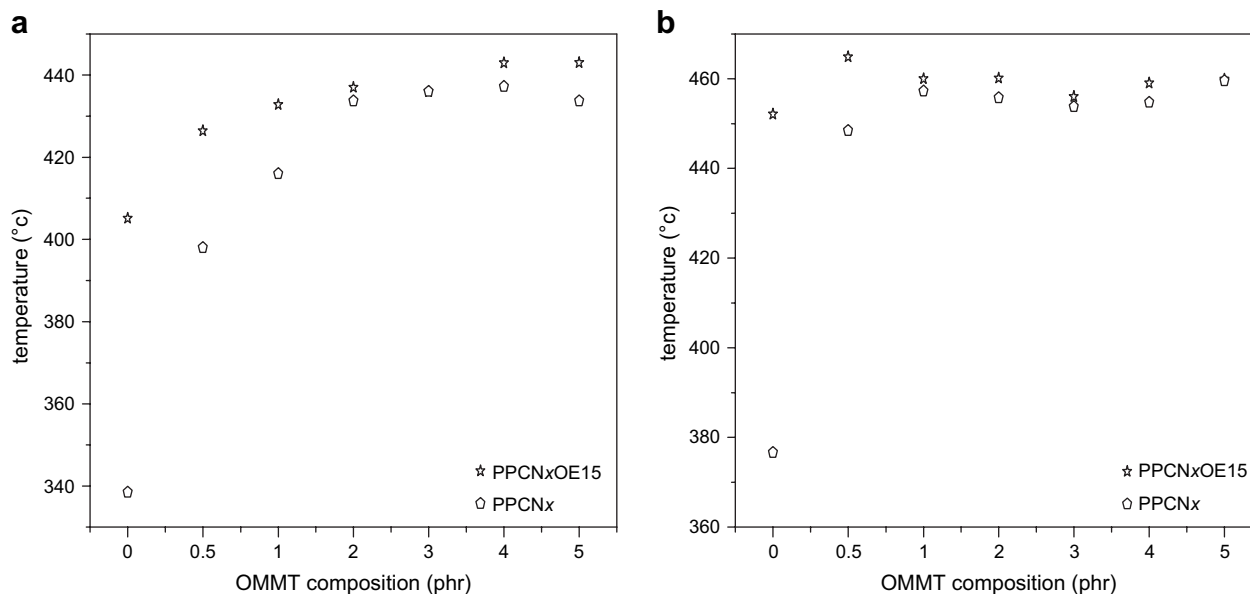 a
440
420
400
380
360
340
temperature (°c)
PPCNxOE15
PPCNx
0 0.5 1 2 3 4 5
OMMT composition (phr)
b
460
440
420
400
380
360
temperature (°c)
PPCNxOE15
PPCNx
0 0.5 1 2 3 4 5
OMMT composition (phr)